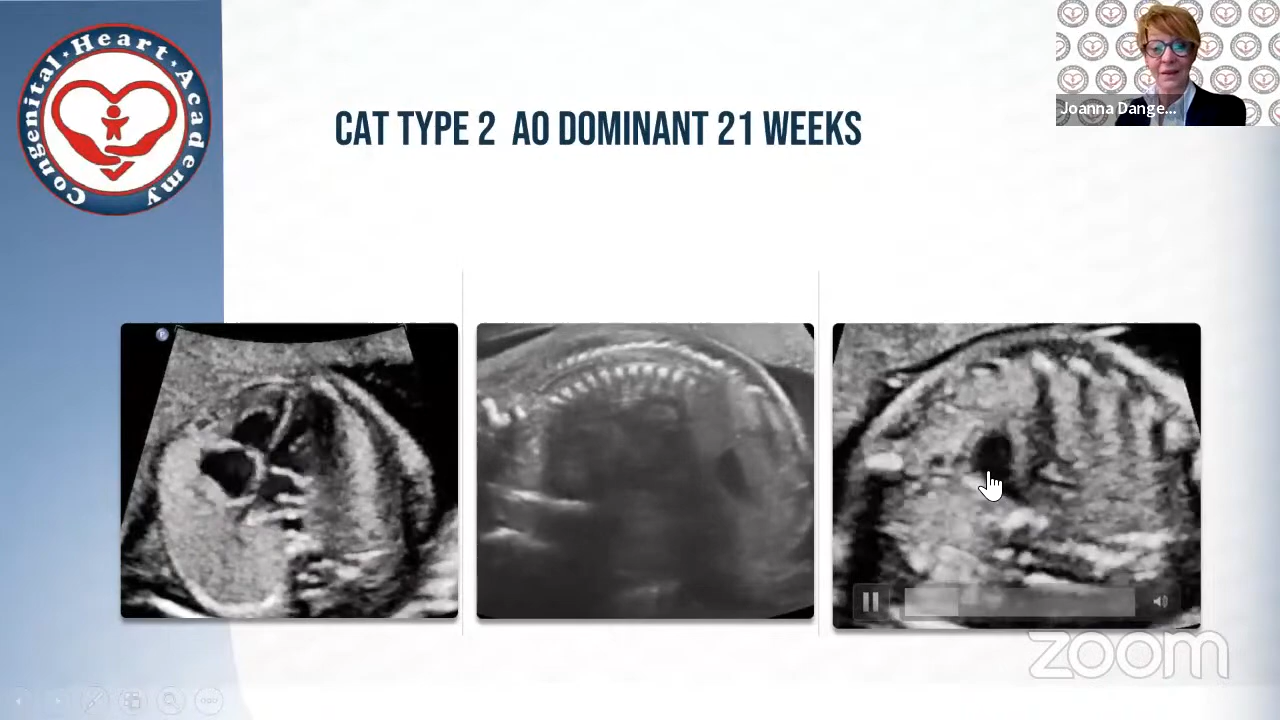 Congenital Heart Academy
CAT TYPE 2 AO DOMINANT 21 WEEKS
Joanna Dange...
zoom